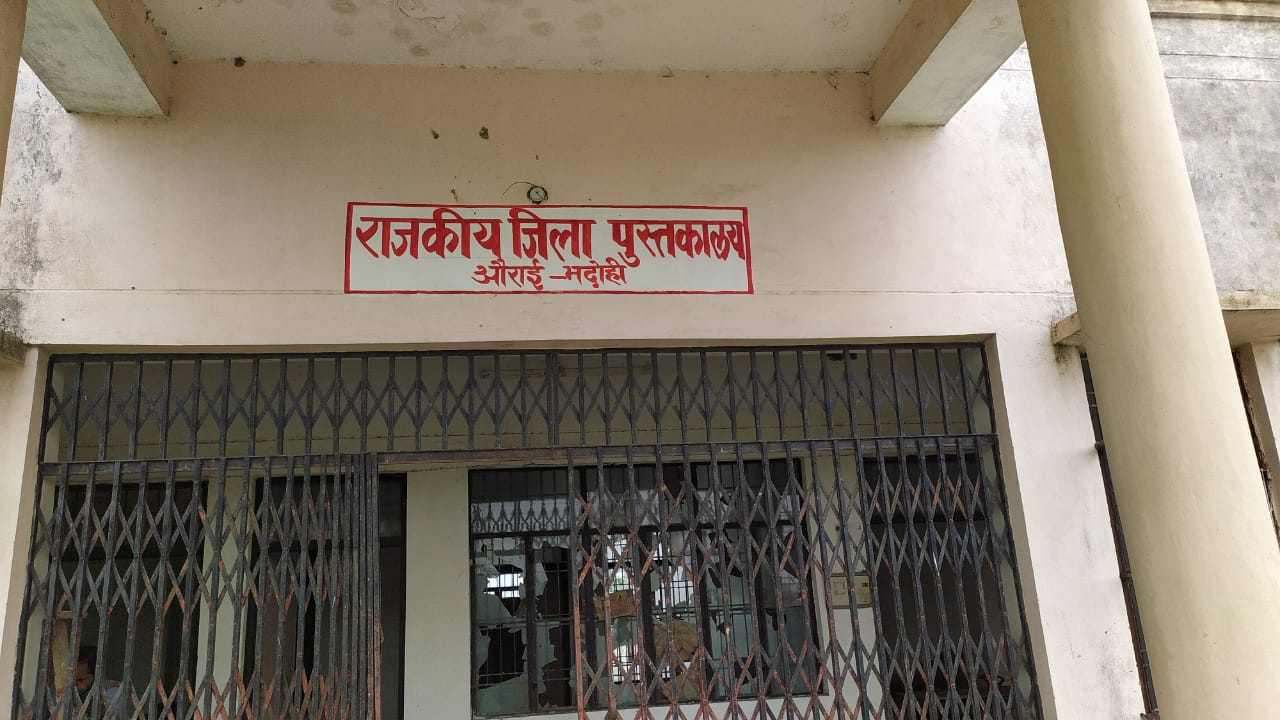 राजकीय जिला पुस्तकालय
औराई - भदोही